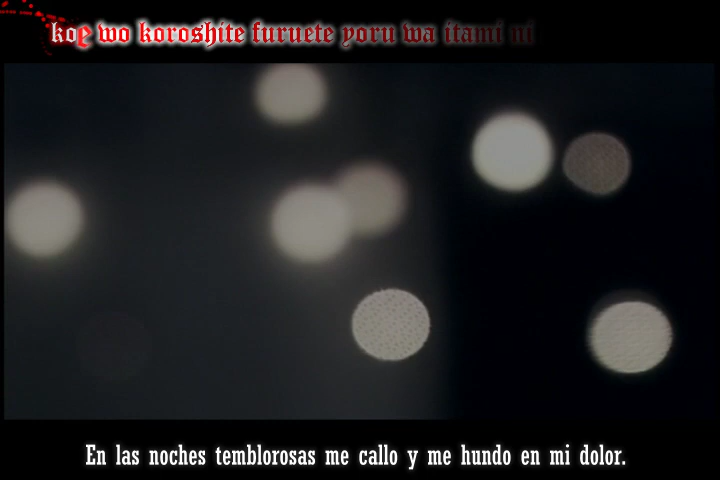 koe wo koroshite furuete yoru wa itami ni
En las noches temblorosas me callo y me hundo en mi dolor.